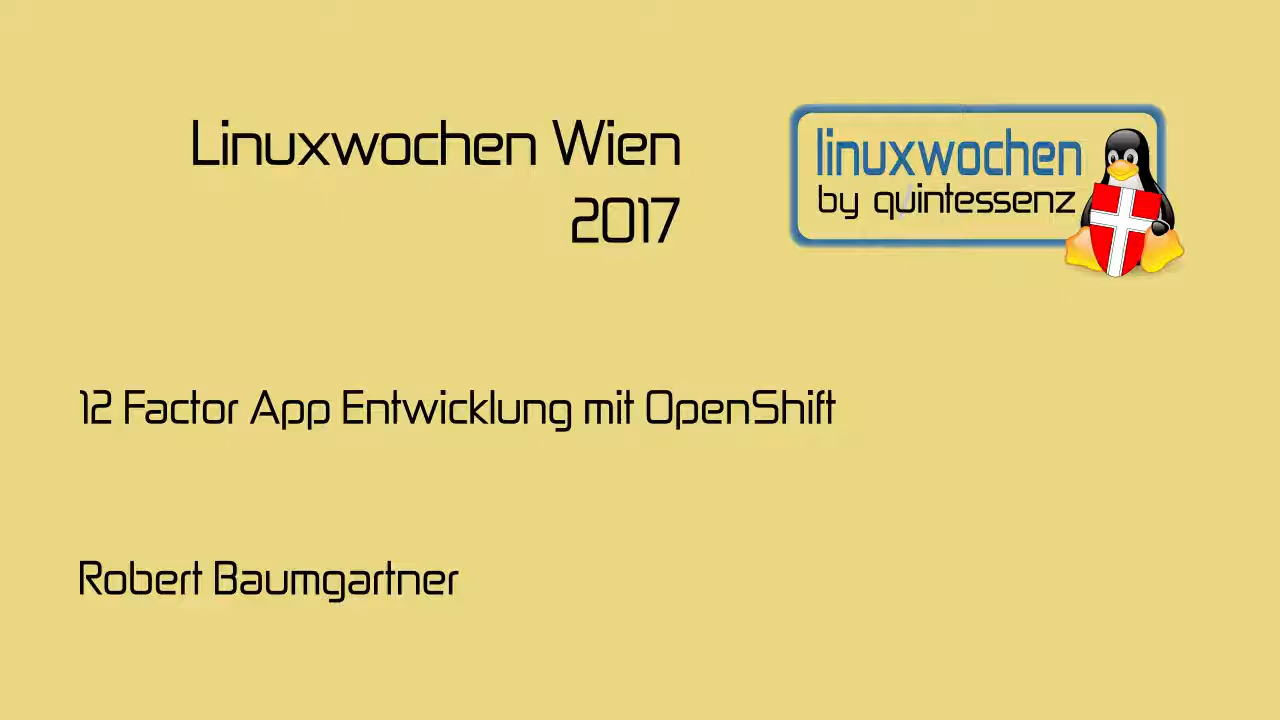 Linuxwochen Wien
2017
linuxwochen
by quintessenz
12 Factor App Entwicklung mit OpenShift
Robert Baumgartner